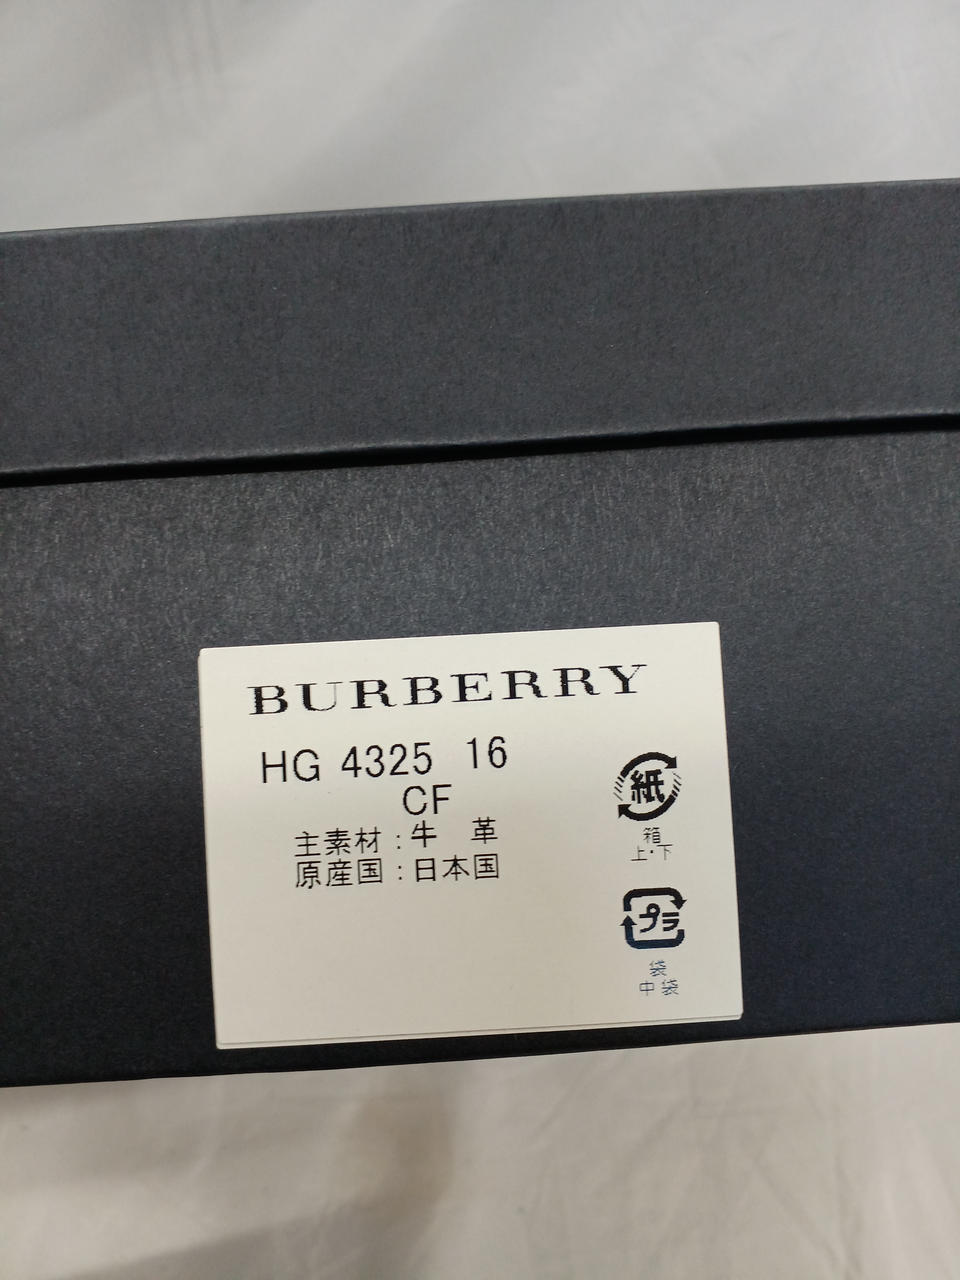 BURBERRY
HG 4325 16
CF
主素材:牛 革
原産国:日本国
紙
箱
上・下
プラ
袋
中袋